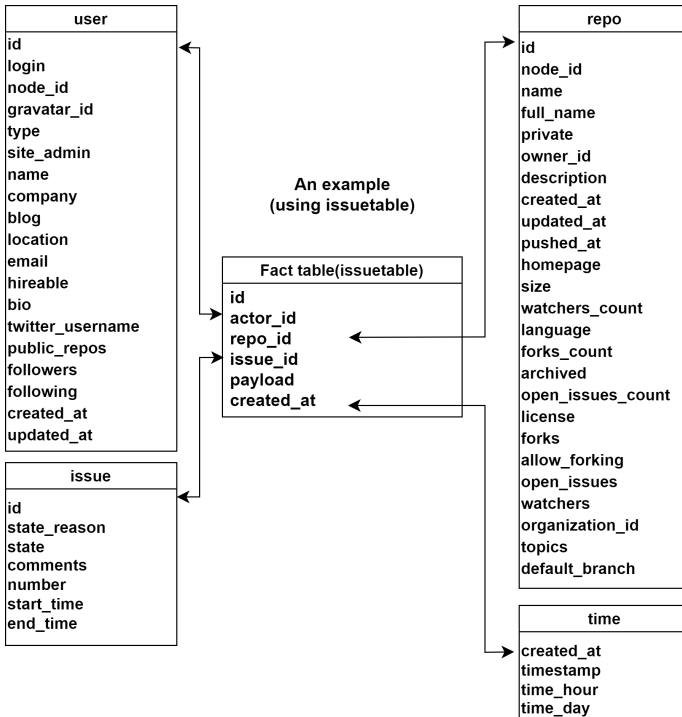 user
id
login
node_id
gravatar_id
type
site_admin
name
company
blog
location
email
hireable
bio
twitter_username
public_repos
followers
following
created_at
updated_at
issue
id
state_reason
state
comments
number
start_time
end_time
An example
(using issuetable)
Fact table(issuetable)
id
actor_id
repo_id
issue_id
payload
created_at
repo
id
node_id
name
full_name
private
owner_id
description
created_at
updated_at
pushed_at
homepage
size
watchers_count
language
forks_count
archived
open_issues_count
license
forks
allow_forking
open_issues
watchers
organization_id
topics
default_branch
time
created_at
timestamp
time_hour
time_day